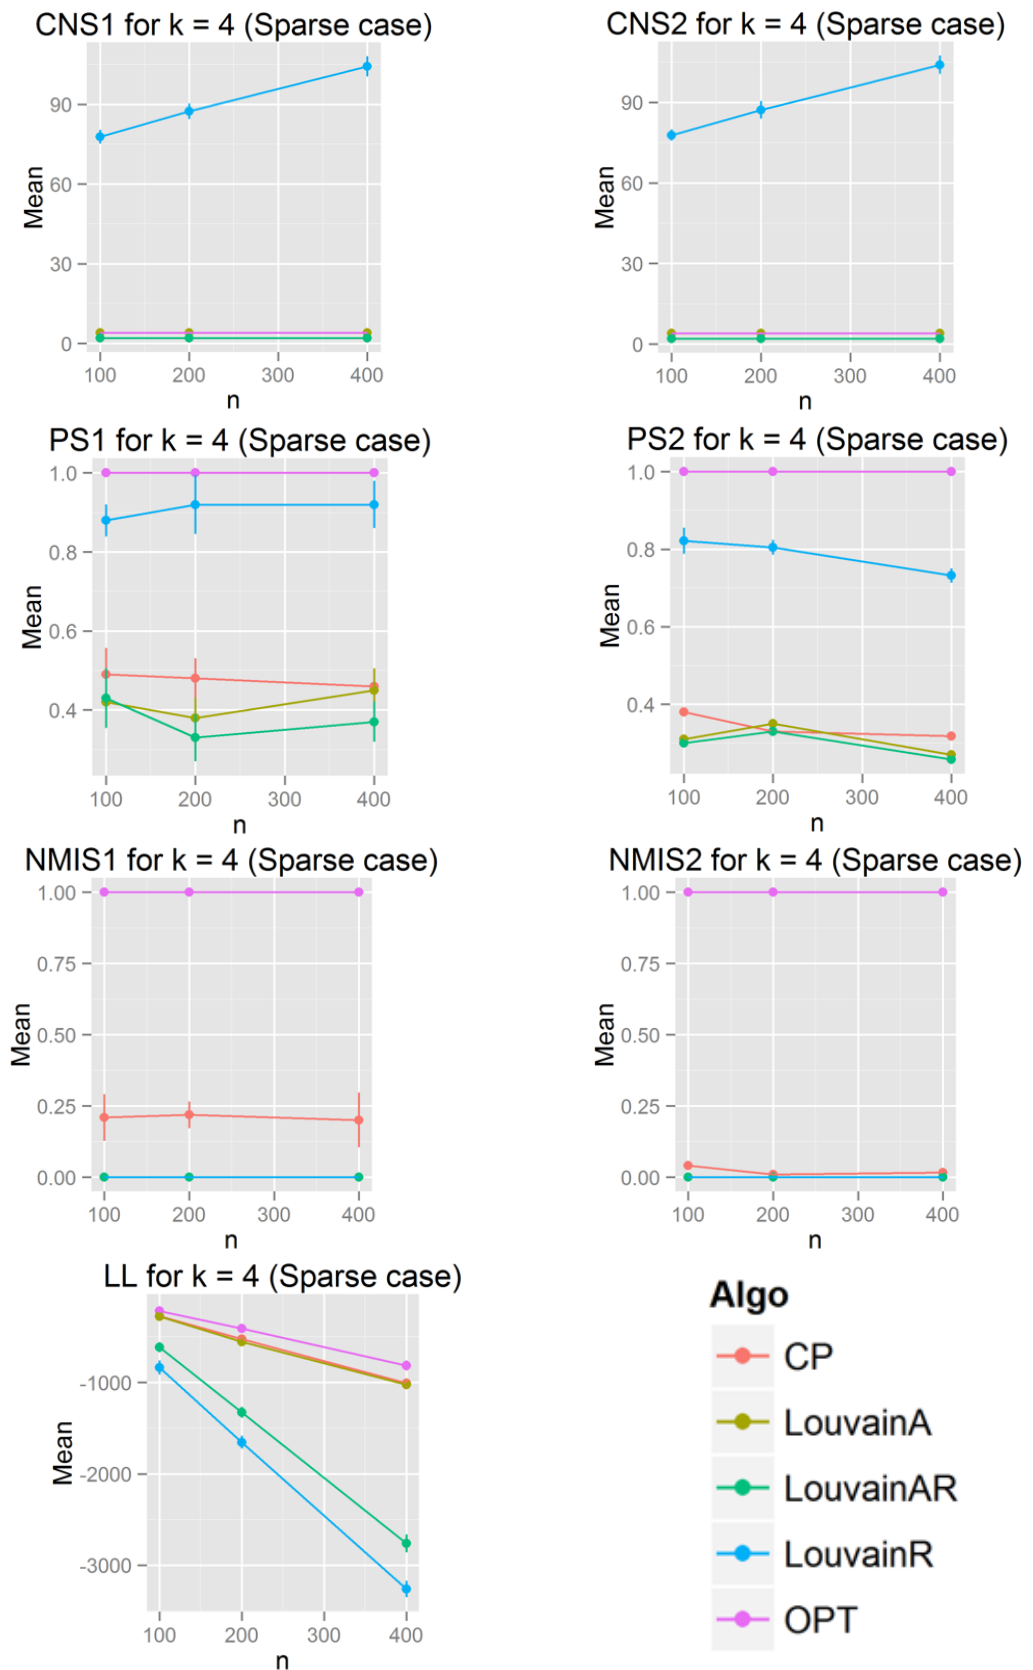 CNS1 for k = 4 (Sparse case)
90
60
30
0
Mean
100 200 300 400
n
CNS2 for k = 4 (Sparse case)
90
60
30
0
Mean
100 200 300 400
n
PS1 for k = 4 (Sparse case)
1.0
0.8
0.6
0.4
Mean
100 200 300 400
n
PS2 for k = 4 (Sparse case)
1.0
0.8
0.6
0.4
Mean
100 200 300 400
n
NMIS1 for k = 4 (Sparse case)
1.00
0.75
0.50
0.25
0.00
Mean
100 200 300 400
n
NMIS2 for k = 4 (Sparse case)
1.00
0.75
0.50
0.25
0.00
Mean
100 200 300 400
n
LL for k = 4 (Sparse case)
-1000
-2000
-3000
Mean
100 200 300 400
n
Algo
CP
LouvainA
LouvainAR
LouvainR
OPT